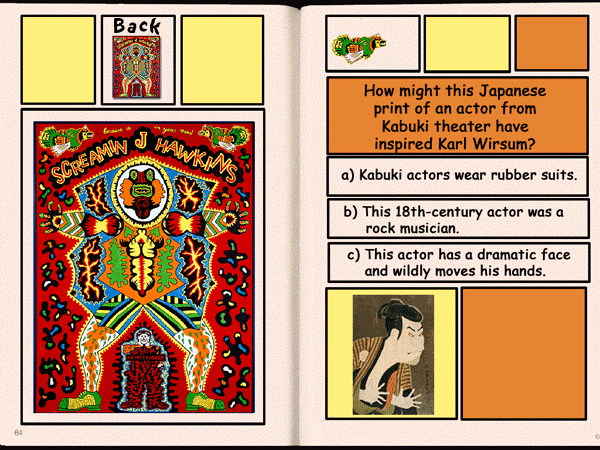 Back
SCREAMIN J HAWKINS
64
How might this Japanese
print of an actor from
Kabuki theater have
inspired Karl Wirsum?
a) Kabuki actors wear rubber suits.
b) This 18th-century actor was a
rock musician.
c) This actor has a dramatic face
and wildly moves his hands.